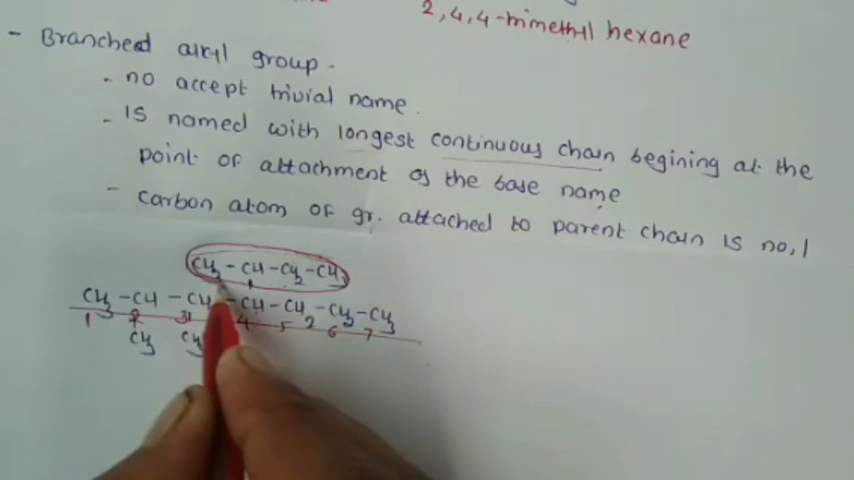 2,4,4-trimethyl hexane
- Branched alkyl group.
- no accept trivial name.
- Is named with longest continuous chain begining at the
point of attachment of the base name
- carbon atom of gr. attached to parent chain is no,1
CH3 - CH - CH2 - CH3
CH3 - CH - CH - CH - CH2 - CH2 - CH3
1 2 3 4 5 6 7
CH3 CH3